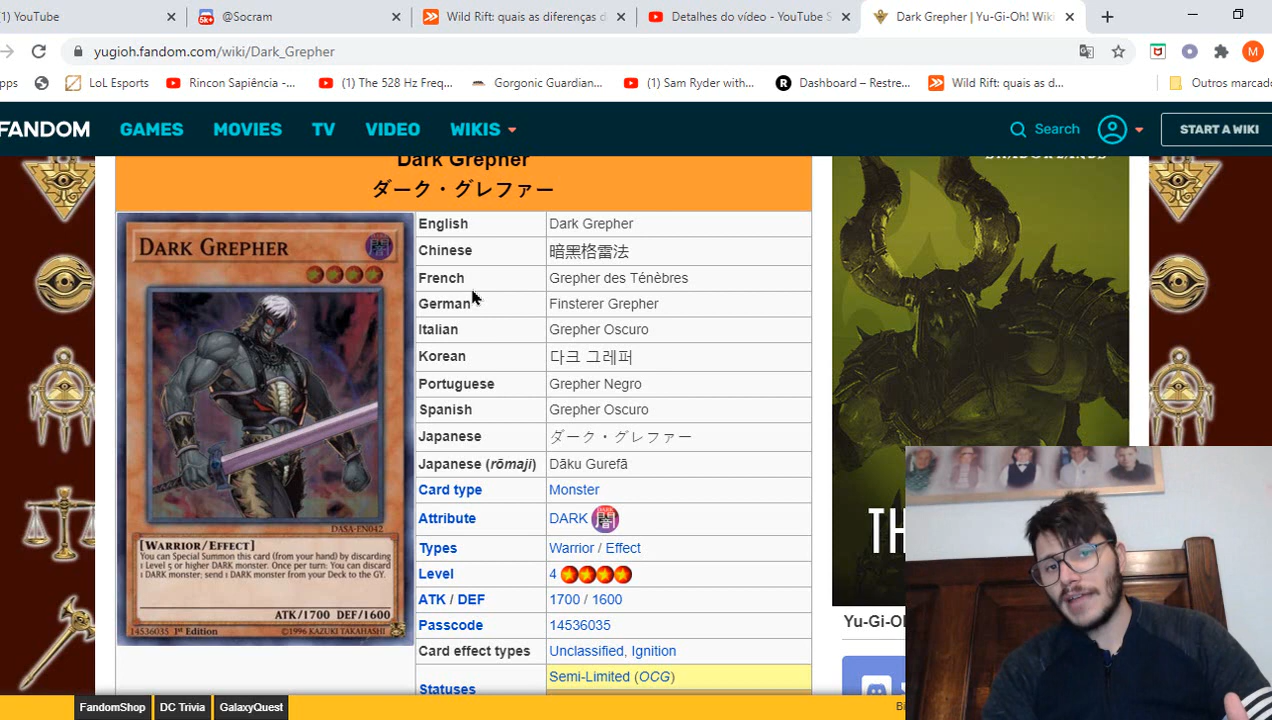 1) YouTube
@Socram
Wild Rift: quais as diferenças d
Detalhes do vídeo - YouTube S
Dark Grepher | Yu-Gi-Oh! Wiki
yugioh.fandom.com/wiki/Dark_Grepher
M
pps
LoL Esports
Rincon Sapiência -...
(1) The 528 Hz Freq...
Gorgonic Guardian...
(1) Sam Ryder with...
Dashboard – Restre...
Wild Rift: quais as d...
Outros marcado
FANDOM
GAMES
MOVIES
TV
VIDEO
WIKIS
Search
START A WIKI
Dark Grepher
ダーク・グレファー
DARK GREPHER
闇
DASA-EN042
[WARRIOR/EFFECT]
You can Special Summon this card (from your hand) by discarding
1 Level 5 or higher DARK monster. Once per turn: You can discard
1 DARK monster; send 1 DARK monster from your Deck to the GY.
ATK/1700 DEF/1600
14536035 1st Edition ©1996 KAZUKI TAKAHASHI
English Dark Grepher
Chinese 暗黑格雷法
French Grepher des Ténèbres
German Finsterer Grepher
Italian Grepher Oscuro
Korean 다크 그레퍼
Portuguese Grepher Negro
Spanish Grepher Oscuro
Japanese ダーク・グレファー
Japanese (rōmaji) Dāku Gurefā
Card type Monster
Attribute DARK 闇
Types Warrior / Effect
Level 4
ATK / DEF 1700 / 1600
Passcode 14536035
Card effect types Unclassified, Ignition
Statuses Semi-Limited (OCG)
TH
Yu-Gi-O
FandomShop
DC Trivia
GalaxyQuest